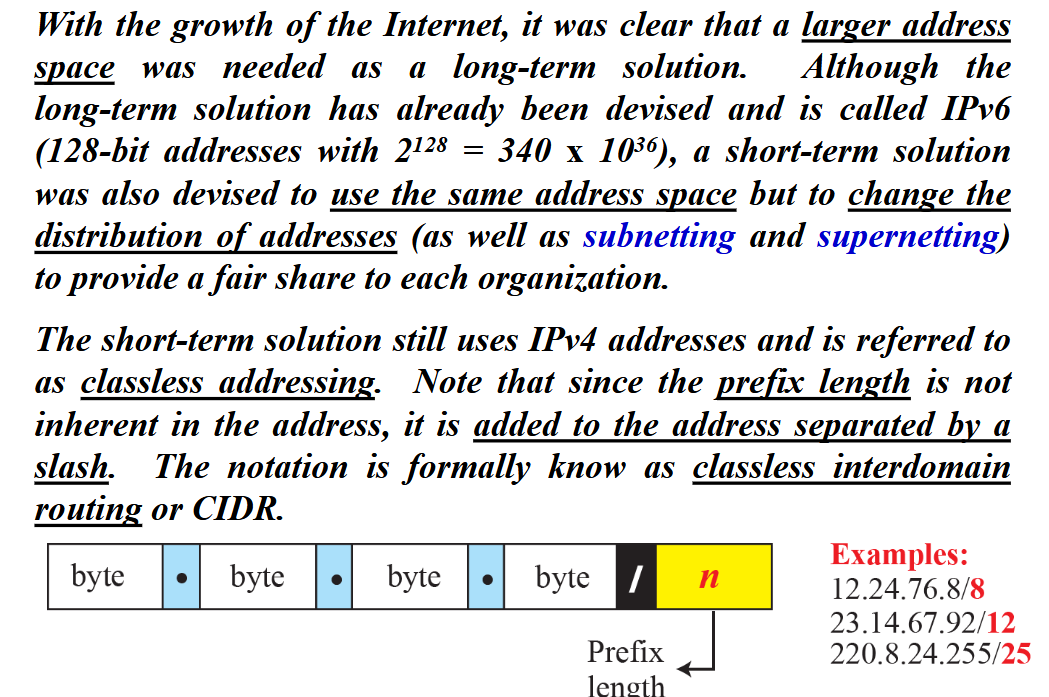 With the growth of the Internet, it was clear that a larger address
space was needed as a long-term solution. Although the
long-term solution has already been devised and is called IPv6
(128-bit addresses with 2¹²⁸ = 340 x 10³⁶), a short-term solution
was also devised to use the same address space but to change the
distribution of addresses (as well as subnetting and supernetting)
to provide a fair share to each organization.
The short-term solution still uses IPv4 addresses and is referred to
as classless addressing. Note that since the prefix length is not
inherent in the address, it is added to the address separated by a
slash. The notation is formally know as classless interdomain
routing or CIDR.
byte • byte • byte • byte / n
Prefix
length
Examples:
12.24.76.8/8
23.14.67.92/12
220.8.24.255/25